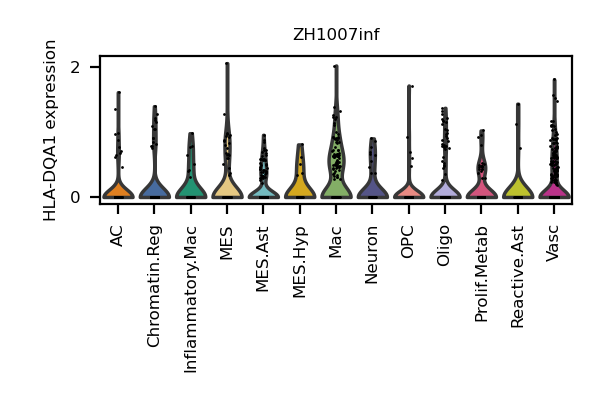 ZH1007inf
HLA-DQA1 expression
2
0
AC
Chromatin.Reg
Inflammatory.Mac
MES
MES.Ast
MES.Hyp
Mac
Neuron
OPC
Oligo
Prolif.Metab
Reactive.Ast
Vasc